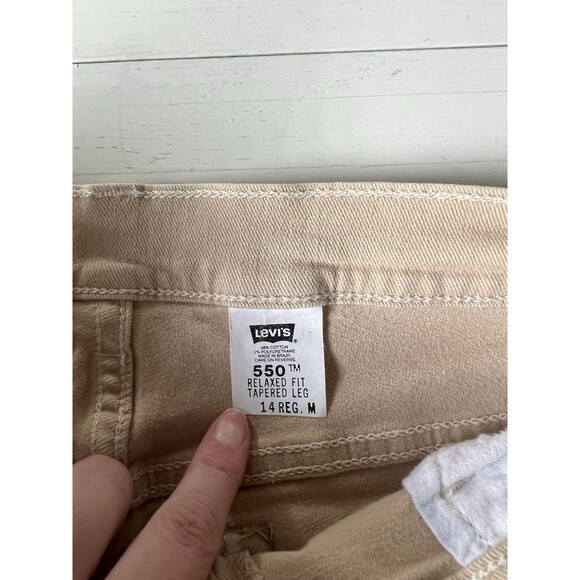 Levi's ®
98% COTTON
2% POLYURETHANE
MADE IN BRAZIL
CARE ON REVERSE
550™
RELAXED FIT
TAPERED LEG
14 REG. M